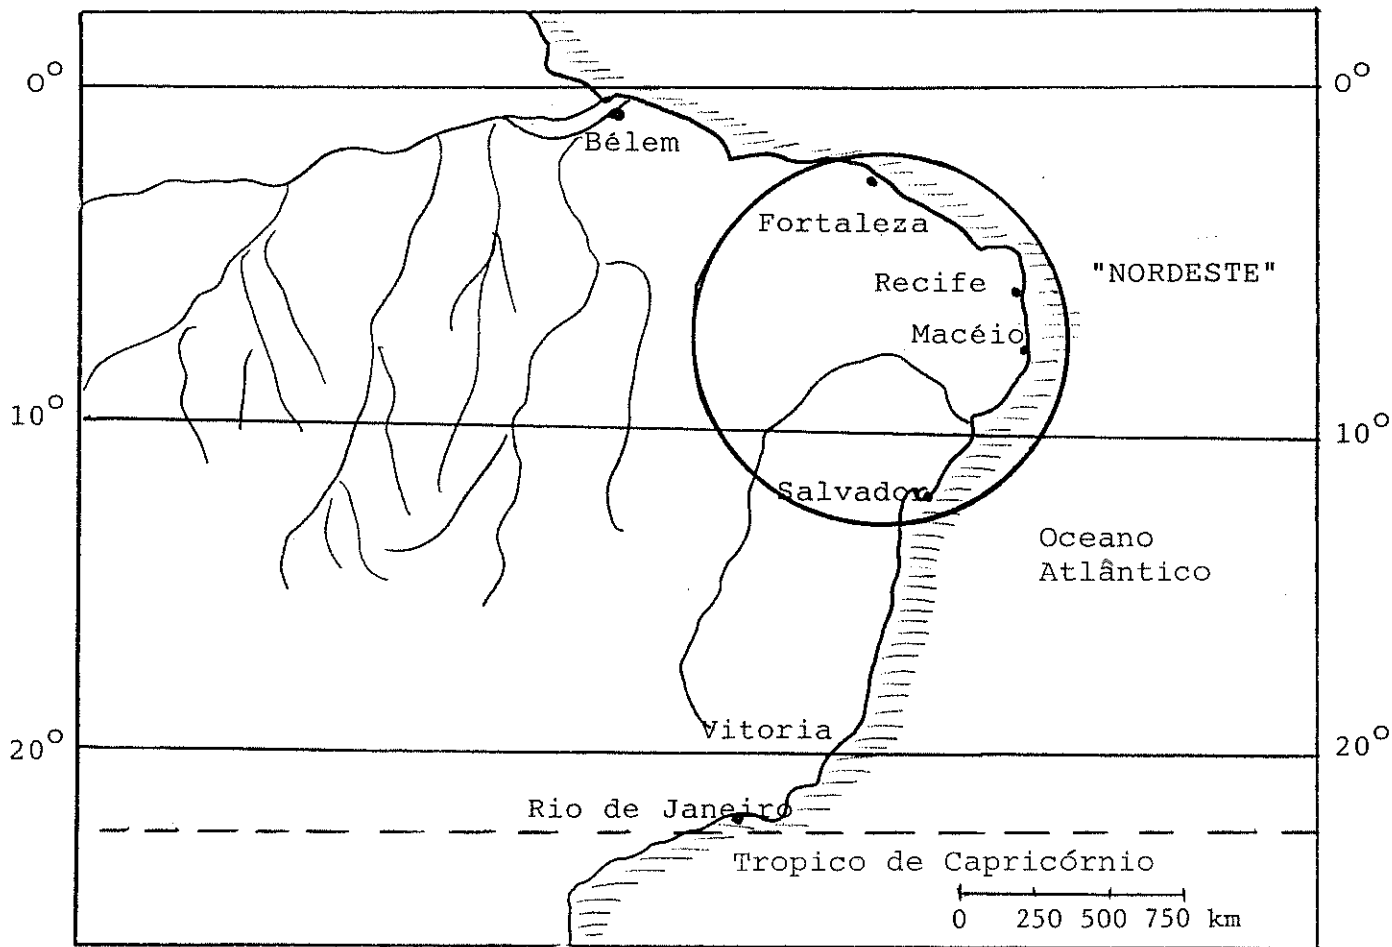 0°
0°
Bélem
Fortaleza
"NORDESTE"
Recife
Macéio
10°
10°
Salvador
Oceano
Atlântico
Vitoria
20°
20°
Rio de Janeiro
Tropico de Capricórnio
0 250 500 750 km